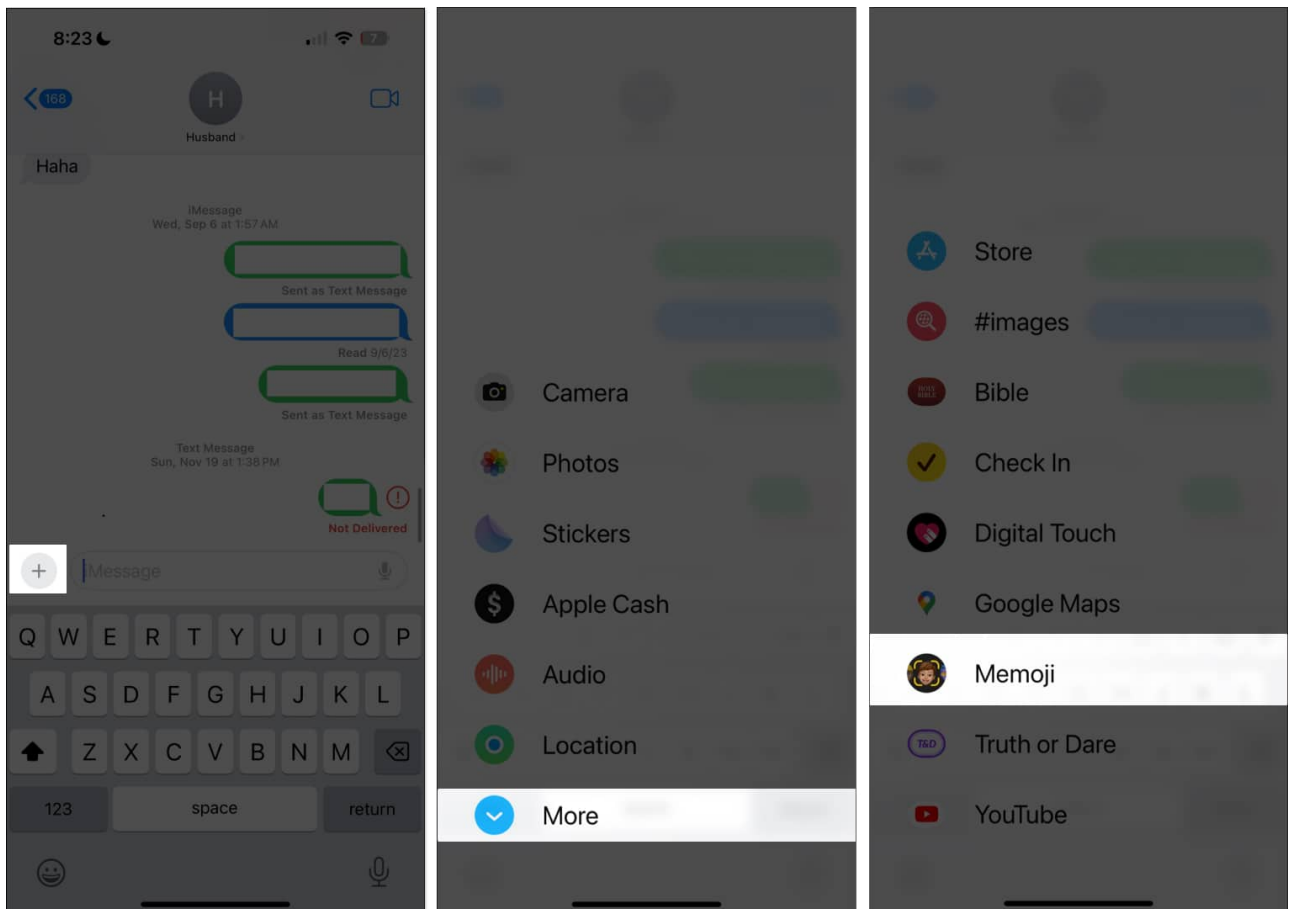 8:23
7
168
H
Husband
Haha
iMessage
Wed, Sep 6 at 1:57 AM
Sent as Text Message
Read 9/6/23
Sent as Text Message
Text Message
Sun, Nov 19 at 1:38 PM
Not Delivered
iMessage
Q W E R T Y U I O P
A S D F G H J K L
Z X C V B N M
123 space return
Camera
Photos
Stickers
$ Apple Cash
Audio
Location
More
Store
#images
HOLY BIBLE Bible
Check In
Digital Touch
Google Maps
Memoji
T&D Truth or Dare
YouTube